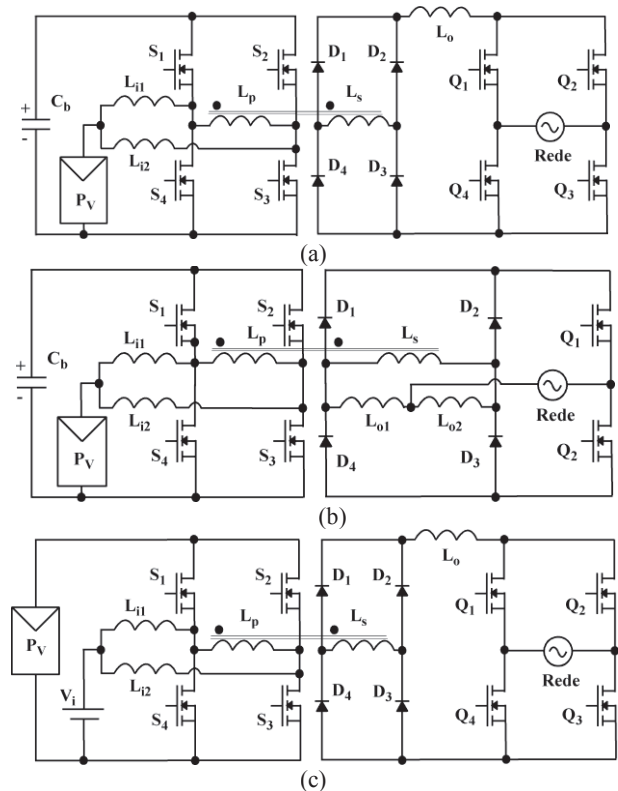 S1 S2 D1 D2 Lo
+ Cb - Li1 Lp Ls Q1 Q2
Li2 Rede
PV S4 S3 D4 D3 Q4 Q3
(a)
S1 S2 D1 D2
+ Cb - Li1 Lp Ls Q1
Li2 Lo1 Lo2 Rede
PV S4 S3 D4 D3 Q2
(b)
S1 S2 D1 D2 Lo
PV Li1 Lp Ls Q1 Q2
Vi Li2 Rede
S4 S3 D4 D3 Q4 Q3
(c)